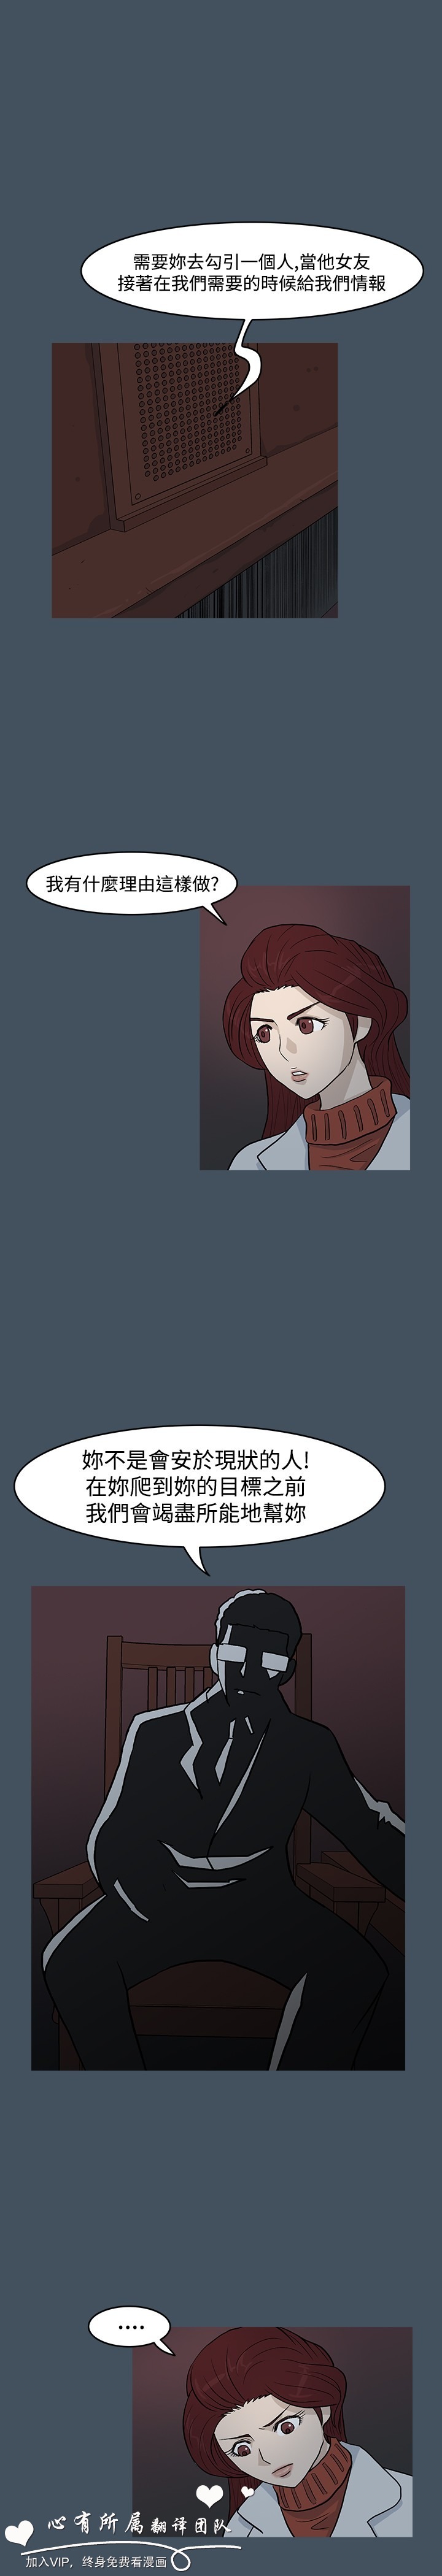 需要妳去勾引一個人,當他女友
接著在我們需要的時候給我們情報
我有什麼理由這樣做?
妳不是會安於現狀的人!
在妳爬到妳的目標之前
我們會竭盡所能地幫妳
....
心有所属翻译团队
加入VIP，终身免费看漫画